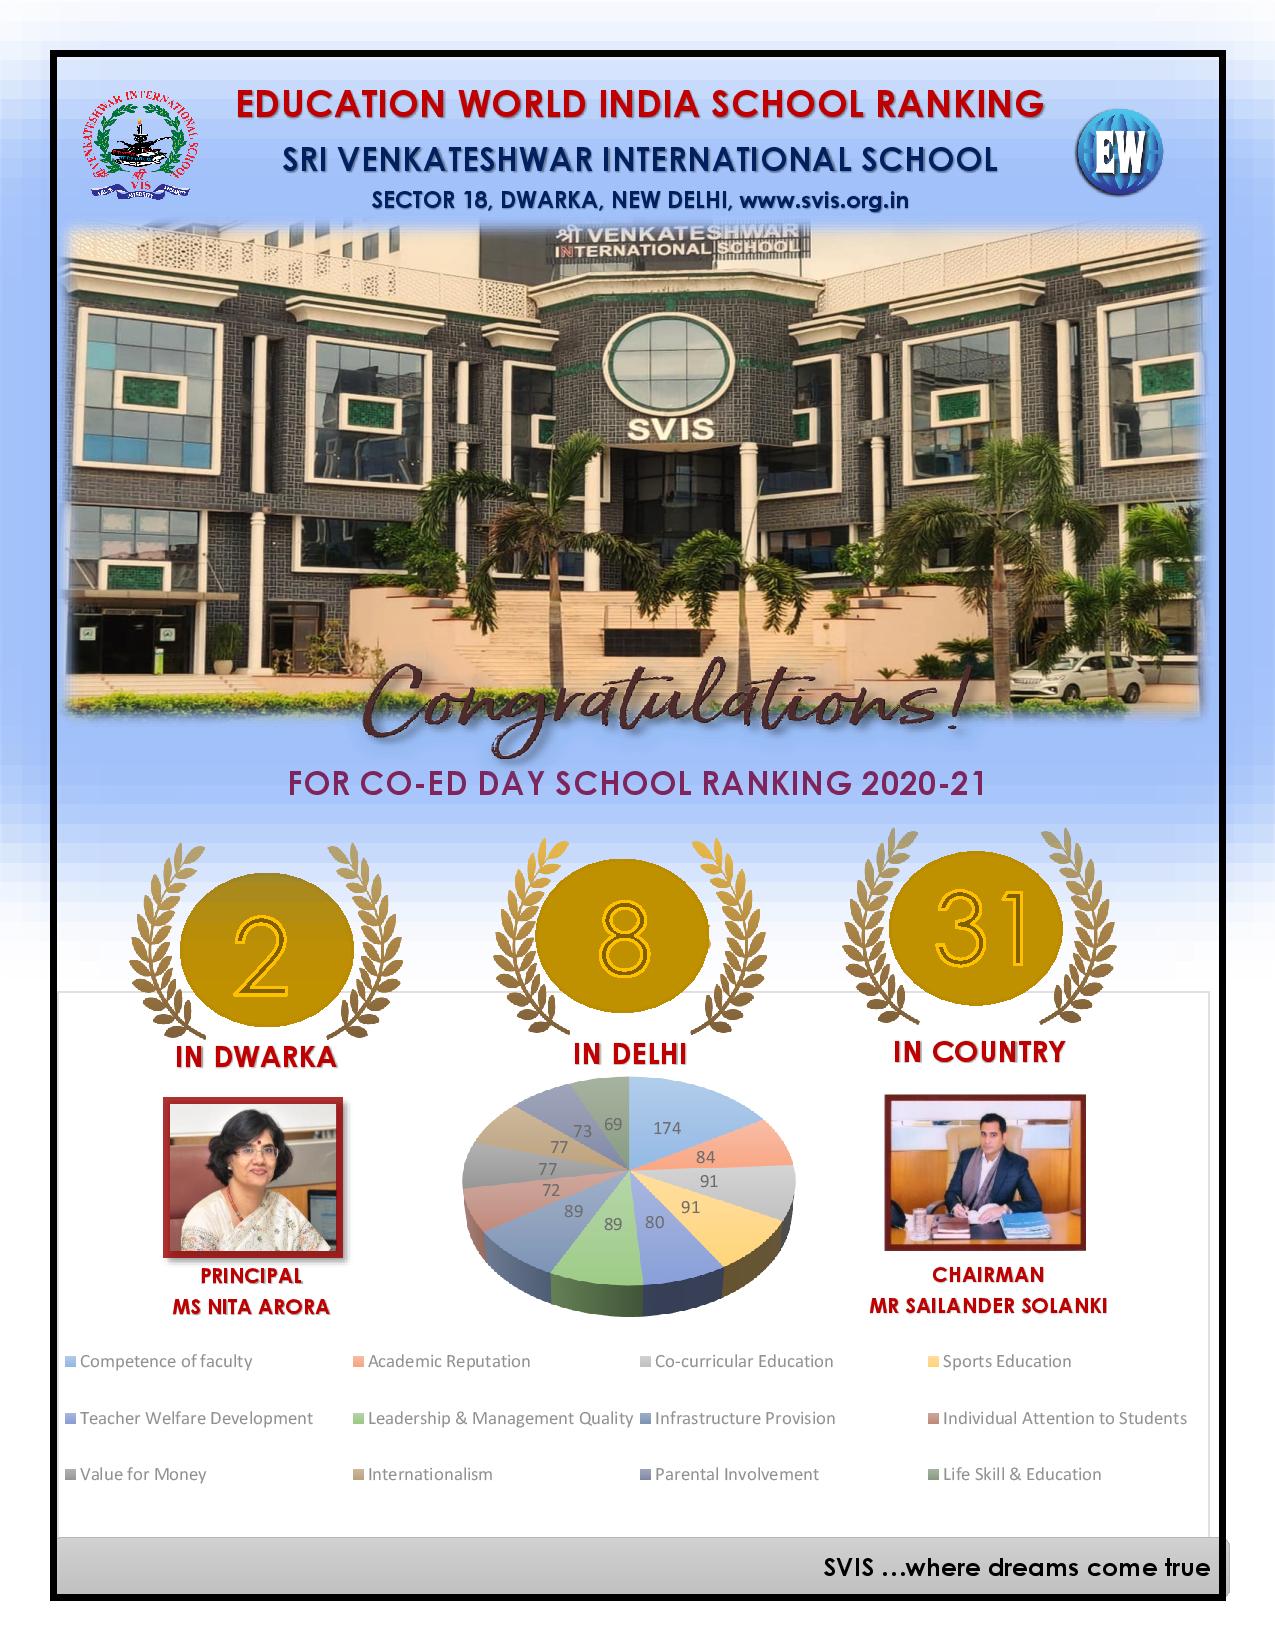 EDUCATION WORLD INDIA SCHOOL RANKING
SRI VENKATESHWAR INTERNATIONAL SCHOOL
SECTOR 18, DWARKA, NEW DELHI, www.svis.org.in
SRI VENKATESHWAR INTERNATIONAL SCHOOL
VIS
EW
श्री VENKATESHWAR
INTERNATIONAL SCHOOL
SVIS
Congratulations!
FOR CO-ED DAY SCHOOL RANKING 2020-21
2
8
31
IN DWARKA
IN DELHI
IN COUNTRY
174
84
91
91
80
89
89
72
77
77
73
69
PRINCIPAL
MS NITA ARORA
CHAIRMAN
MR SAILANDER SOLANKI
Competence of faculty
Academic Reputation
Co-curricular Education
Sports Education
Teacher Welfare Development
Leadership & Management Quality
Infrastructure Provision
Individual Attention to Students
Value for Money
Internationalism
Parental Involvement
Life Skill & Education
SVIS ...where dreams come true